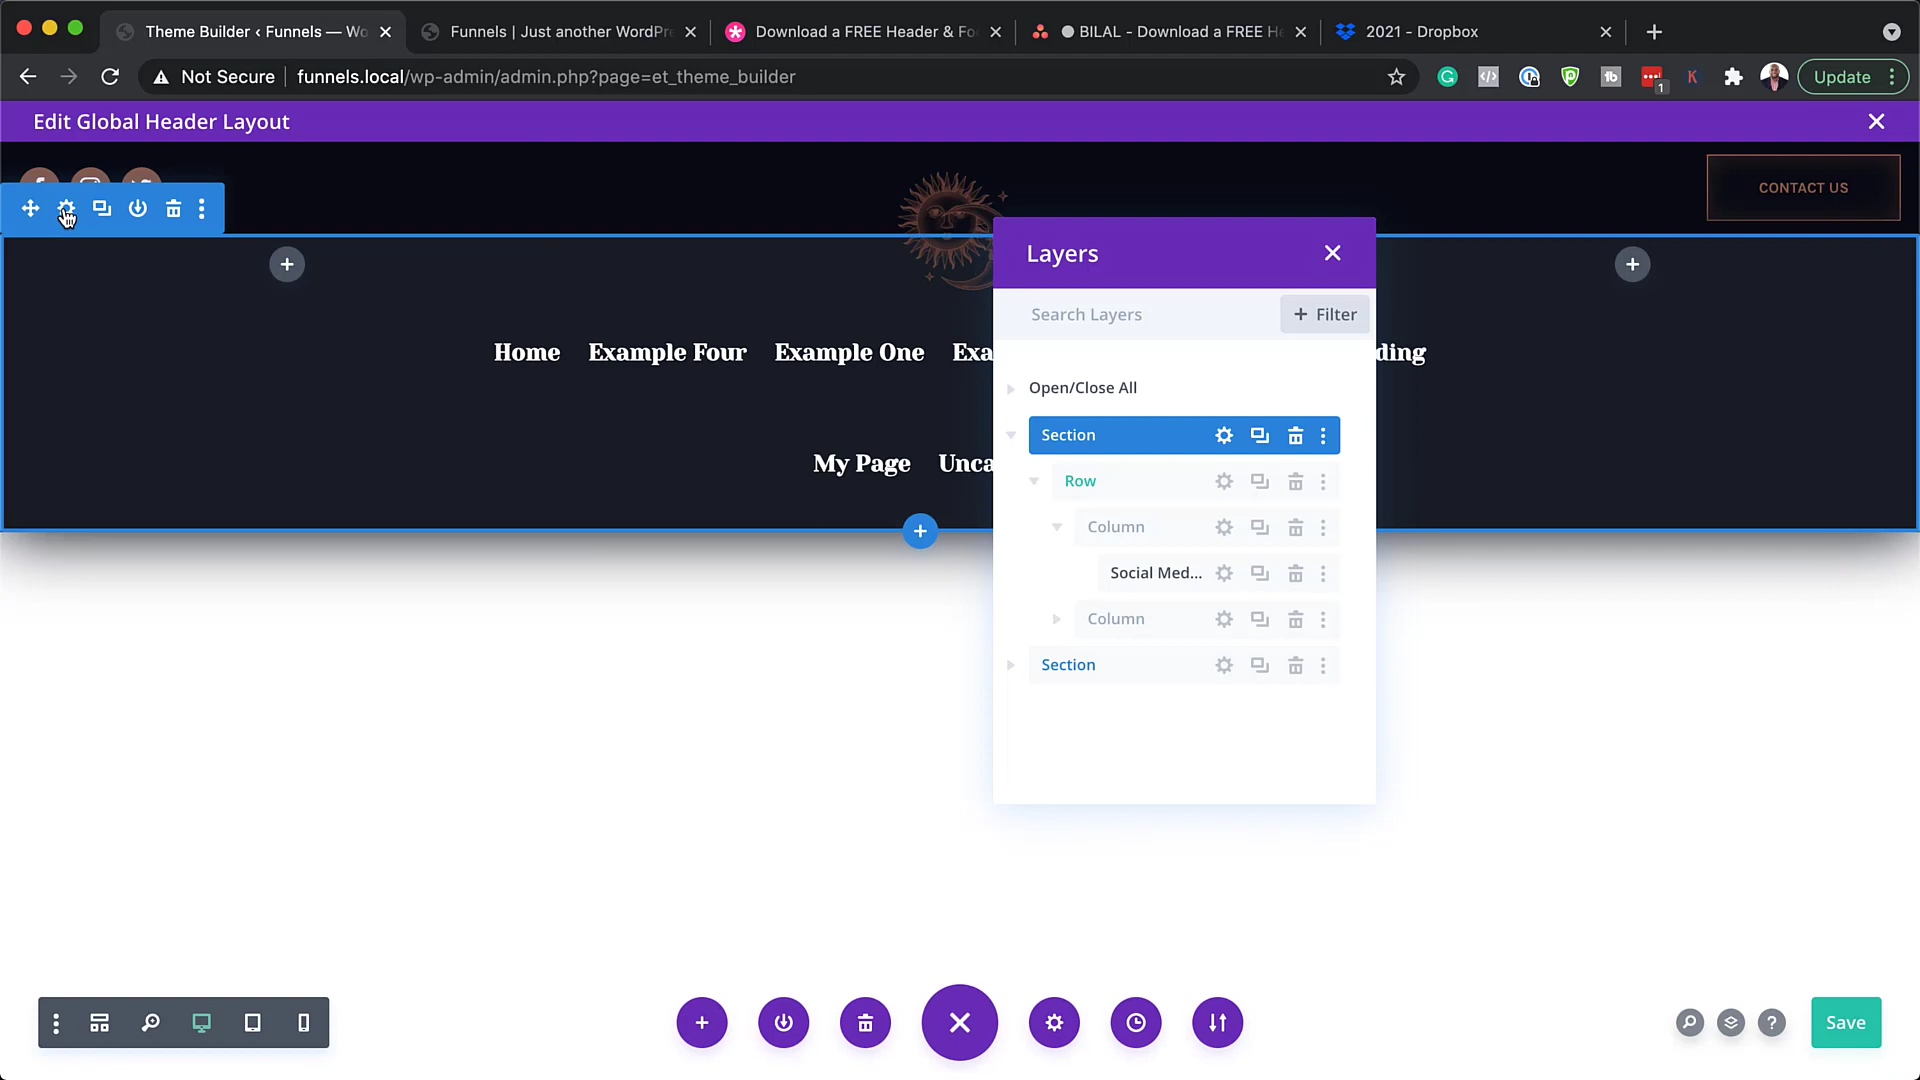 Theme Builder ‹ Funnels — Wo
Funnels | Just another WordPre
Download a FREE Header & Fo
BILAL - Download a FREE He
2021 - Dropbox
Not Secure
funnels.local/wp-admin/admin.php?page=et_theme_builder
1
Update
Edit Global Header Layout
CONTACT US
Layers
Search Layers
Filter
Home
Example Four
Example One
Exa
ding
Open/Close All
Section
My Page
Unca
Row
Column
Social Med...
Column
Section
Save